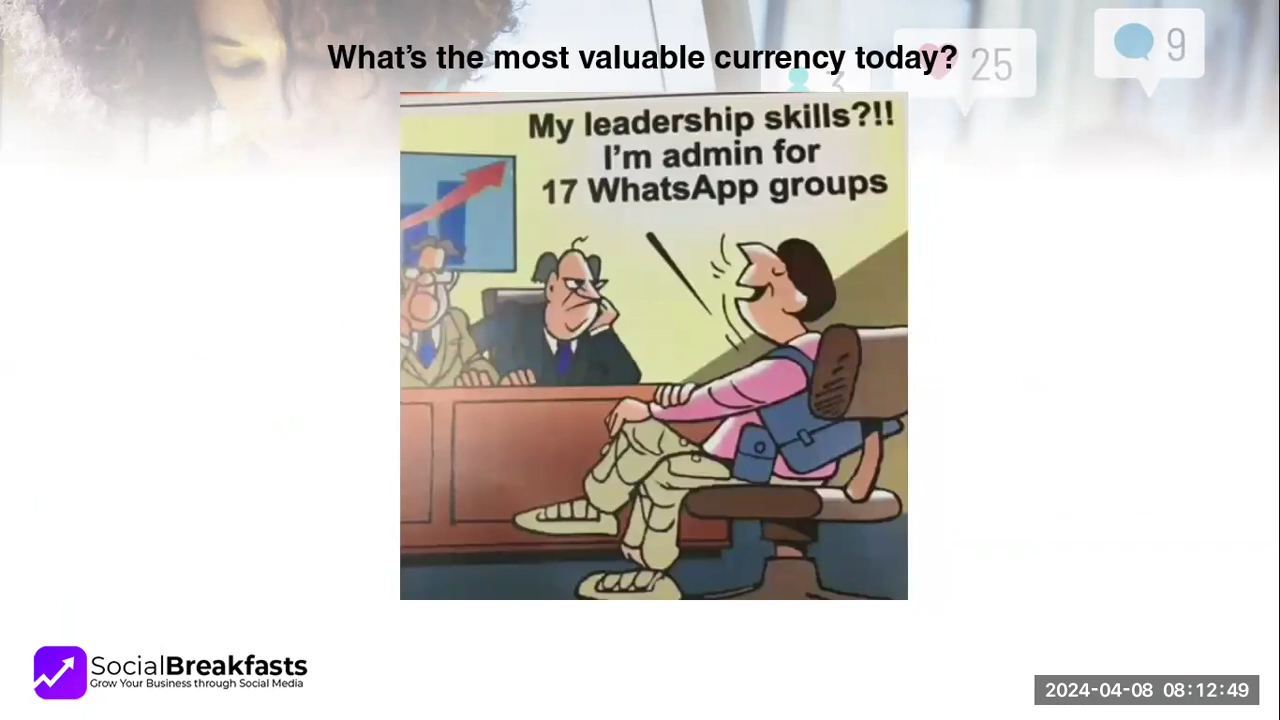 What's the most valuable currency today?
3
25
9
My leadership skills?!!
I'm admin for
17 WhatsApp groups
SocialBreakfasts
Grow Your Business through Social Media
2024-04-08 08:12:49